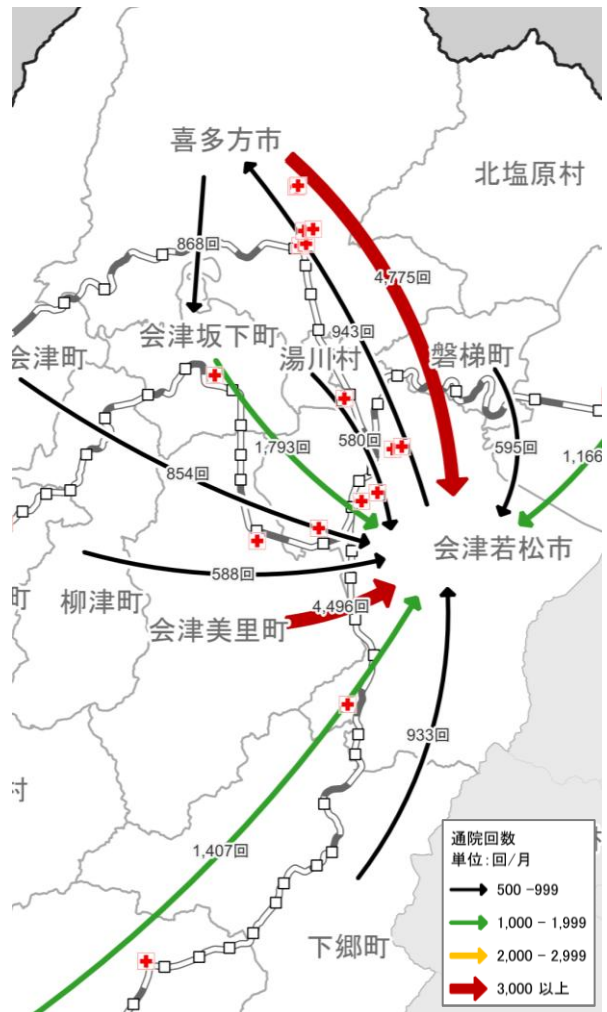 喜多方市
北塩原村
868回
4,775回
会津坂下町
943回
会津町
湯川村
磐梯町
1,793回
580回
595回
1,166
854回
会津若松市
588回
柳津町
4,496回
町
会津美里町
933回
村
1,407回
下郷町
通院回数
単位:回/月
500 -999
1,000 - 1,999
2,000 - 2,999
3,000 以上